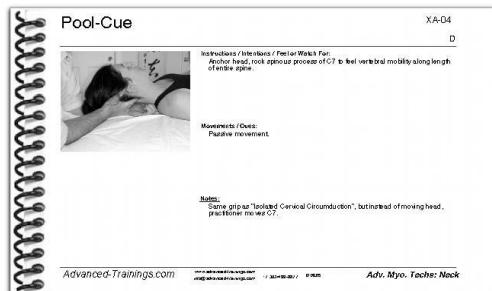 Pool-Cue
XA-04
D
Instructions / Intentions / Feel or Watch For:
Anchor head, rock spinous process of C7 to feel vertebral mobility along length
of entire spine.
Movements / Cues:
Passive movement.
Notes:
Same grip as "Isolated Cervical Circumduction", but instead of moving head,
practitioner moves C7.
Advanced-Trainings.com
Adv. Myo. Techs: Neck